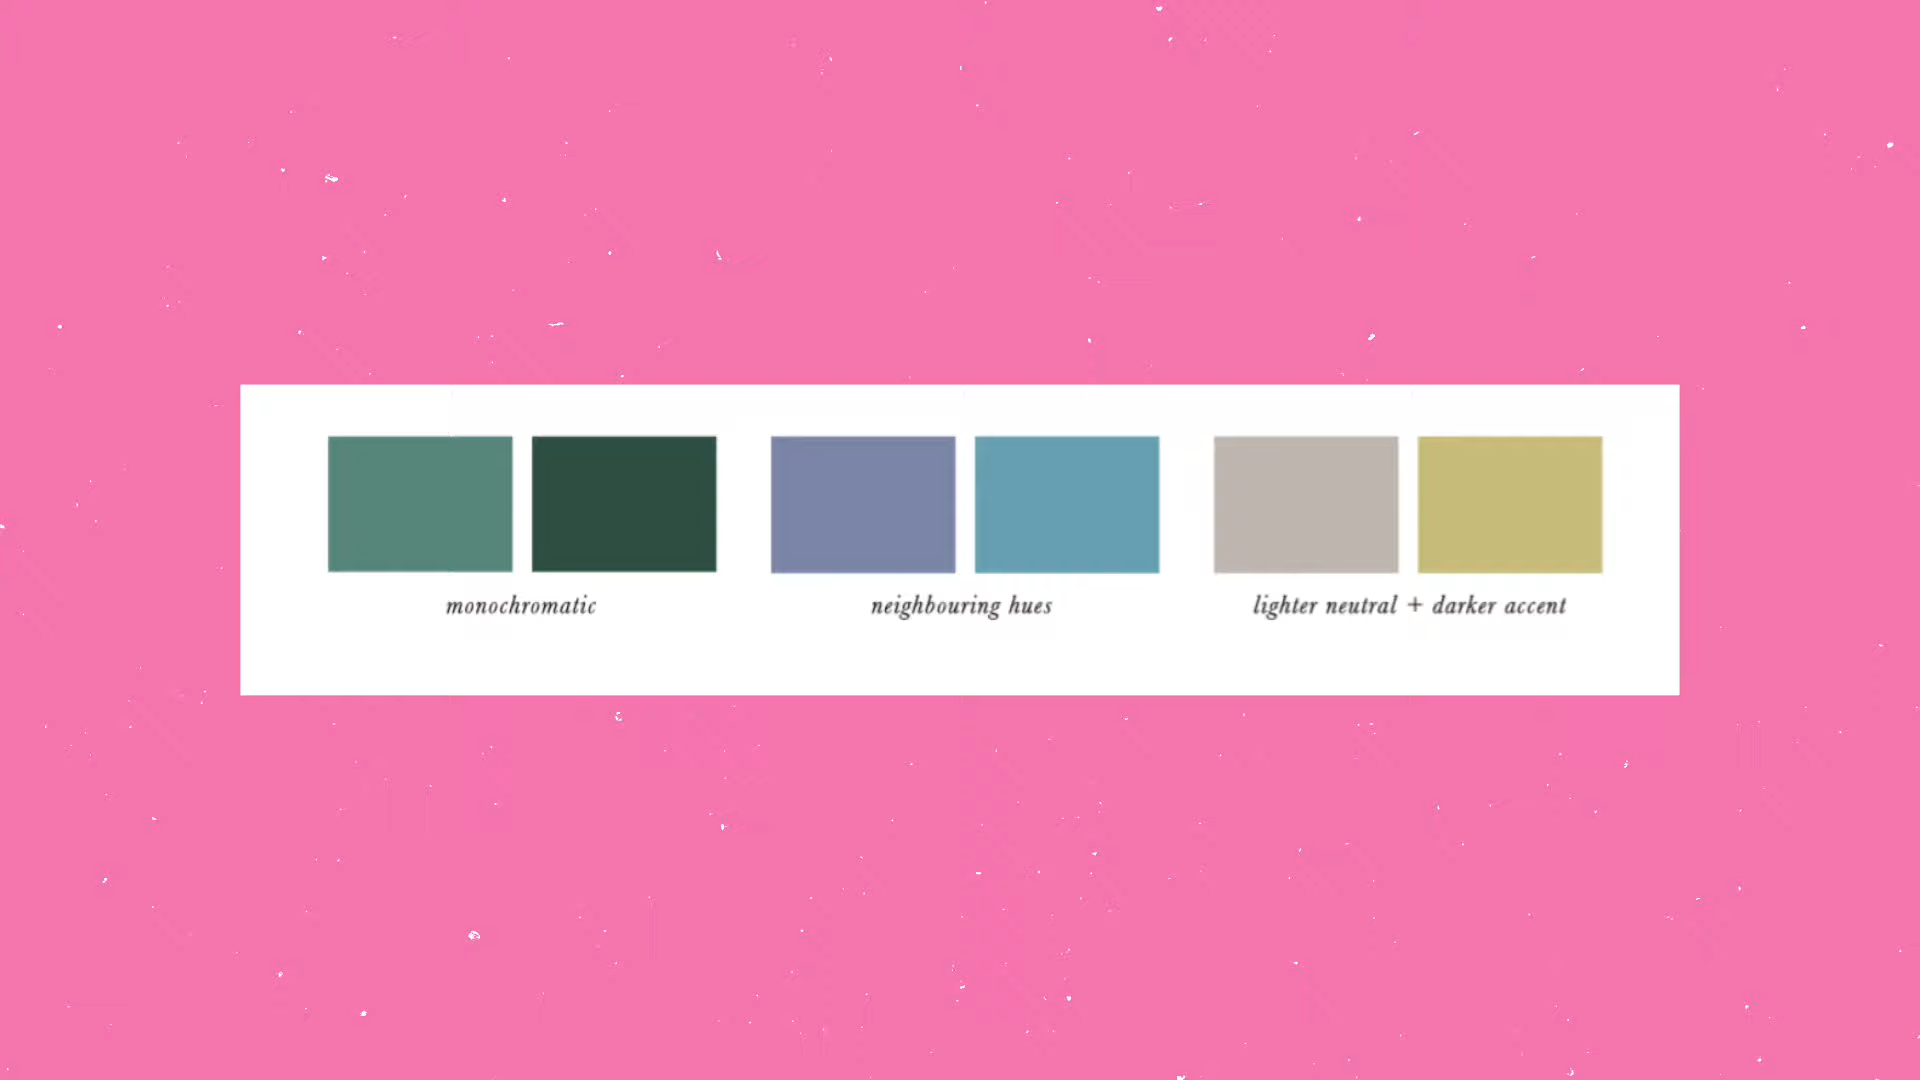 monochromatic
neighbouring hues
lighter neutral + darker accent